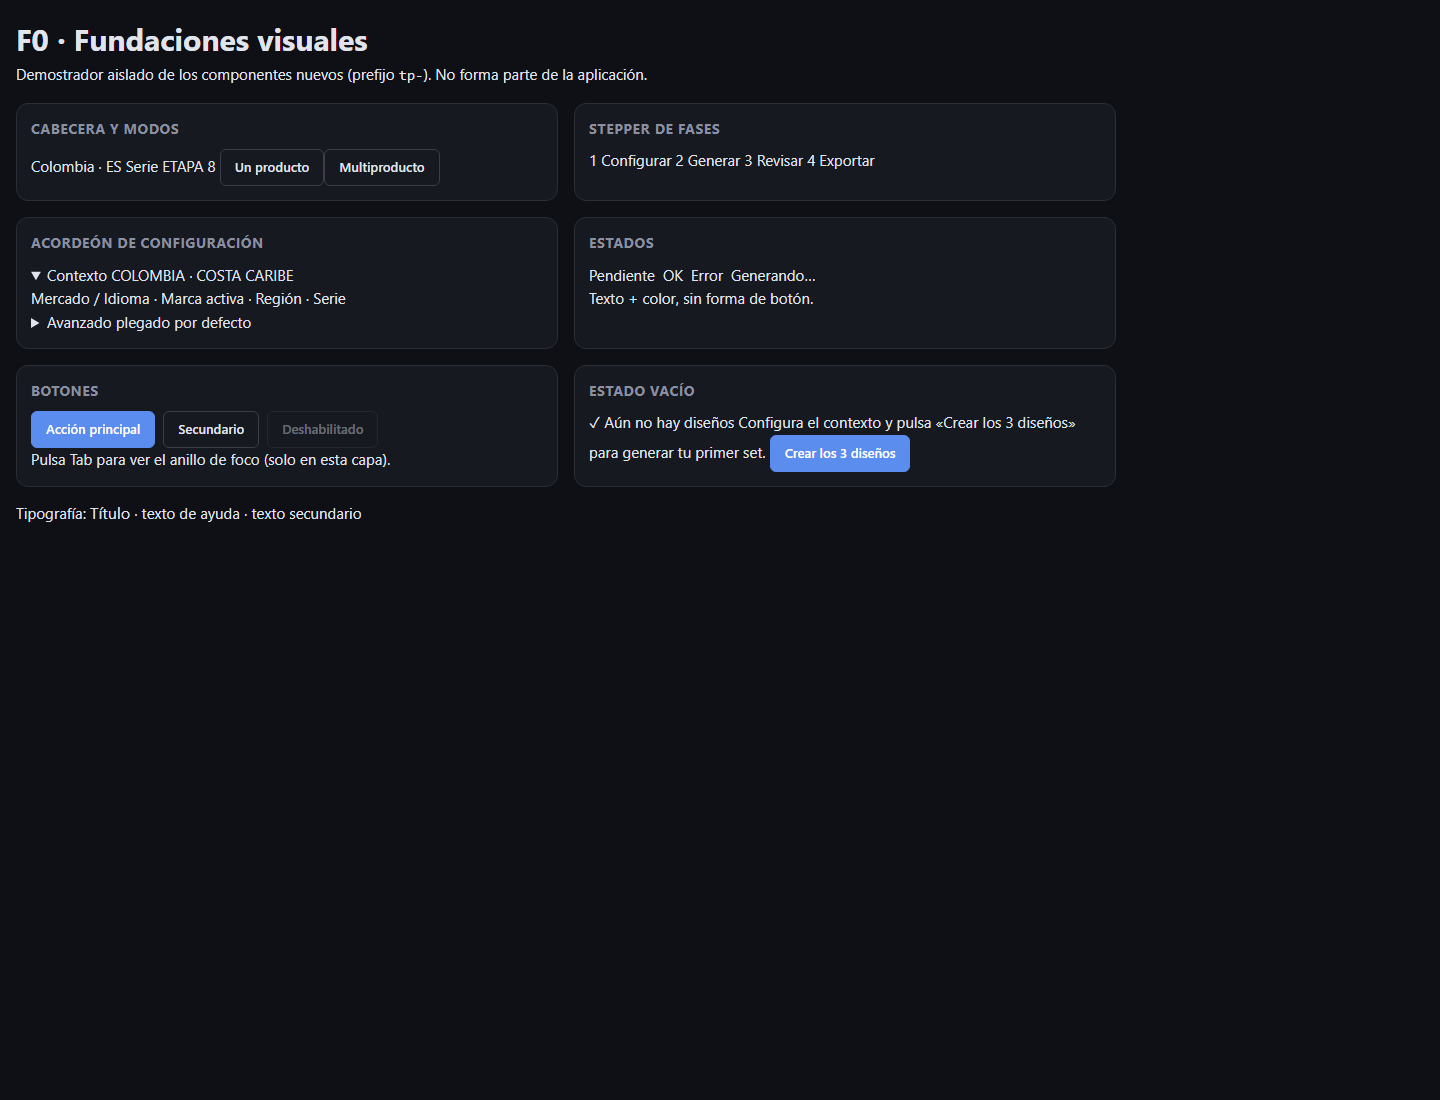 F0 · Fundaciones visuales
Demostrador aislado de los componentes nuevos (prefijo tp-). No forma parte de la aplicación.
CABECERA Y MODOS
Colombia · ES Serie ETAPA 8 Un producto Multiproducto
STEPPER DE FASES
1 Configurar 2 Generar 3 Revisar 4 Exportar
ACORDEÓN DE CONFIGURACIÓN
▼ Contexto COLOMBIA · COSTA CARIBE
Mercado / Idioma · Marca activa · Región · Serie
▶ Avanzado plegado por defecto
ESTADOS
Pendiente OK Error Generando...
Texto + color, sin forma de botón.
BOTONES
Acción principal Secundario Deshabilitado
Pulsa Tab para ver el anillo de foco (solo en esta capa).
ESTADO VACÍO
✓ Aún no hay diseños Configura el contexto y pulsa «Crear los 3 diseños»
para generar tu primer set. Crear los 3 diseños
Tipografía: Título · texto de ayuda · texto secundario